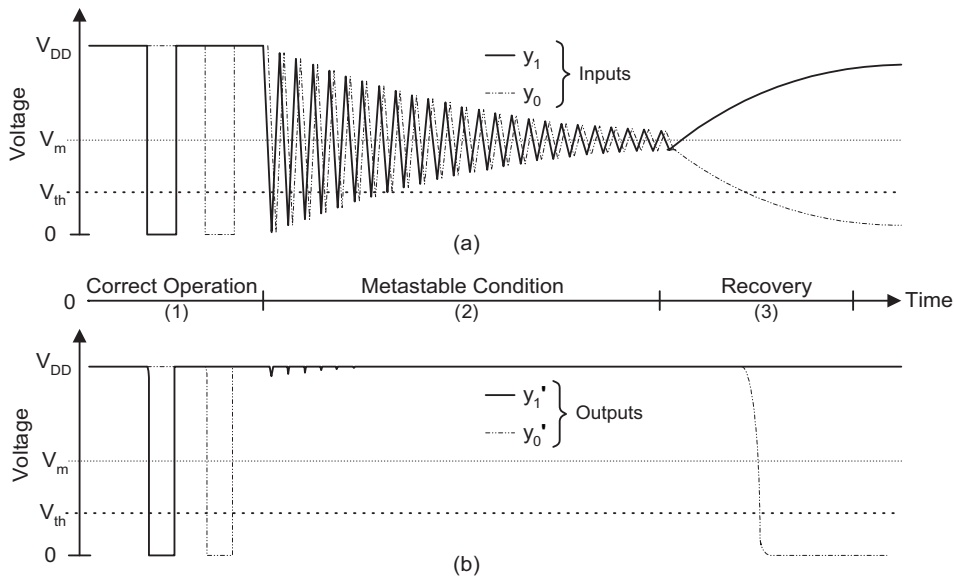 V_DD
V_m
V_th
0
Voltage
y_1
y_0
Inputs
(a)
0
Correct Operation
(1)
Metastable Condition
(2)
Recovery
(3)
Time
V_DD
V_m
V_th
0
Voltage
y_1'
y_0'
Outputs
(b)